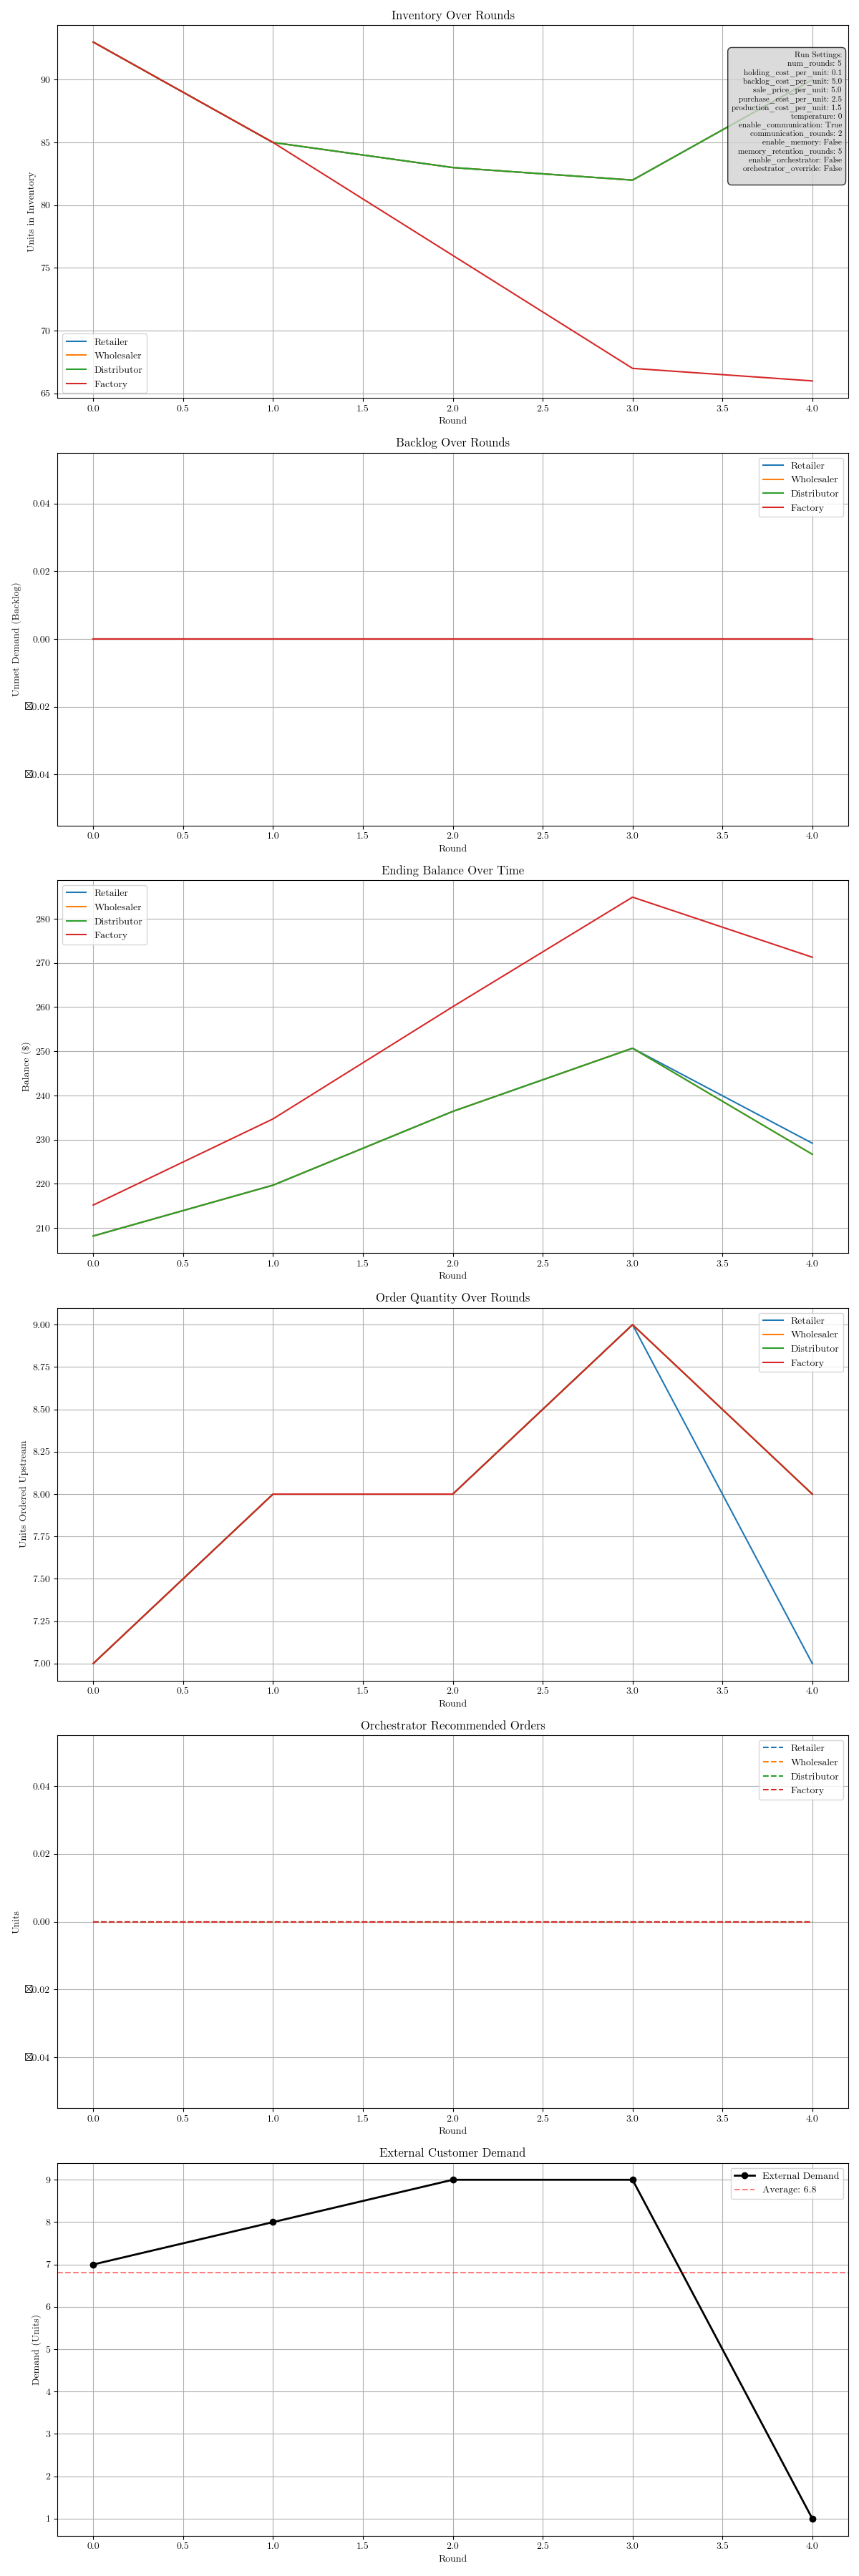 Inventory Over Rounds
Units in Inventory
90
85
80
75
70
65
Run Settings:
num_rounds: 5
holding_cost_per_unit: 0.1
backlog_cost_per_unit: 5.0
sale_price_per_unit: 5.0
purchase_cost_per_unit: 2.5
production_cost_per_unit: 1.5
temperature: 0
enable_communication: True
communication_rounds: 2
enable_memory: False
memory_retention_rounds: 5
enable_orchestrator: False
orchestrator_override: False
Retailer
Wholesaler
Distributor
Factory
0.0 0.5 1.0 1.5 2.0 2.5 3.0 3.5 4.0
Round
Backlog Over Rounds
Unmet Demand (Backlog)
0.04
0.02
0.00
☒0.02
☒0.04
Retailer
Wholesaler
Distributor
Factory
0.0 0.5 1.0 1.5 2.0 2.5 3.0 3.5 4.0
Round
Ending Balance Over Time
Balance ($)
280
270
260
250
240
230
220
210
Retailer
Wholesaler
Distributor
Factory
0.0 0.5 1.0 1.5 2.0 2.5 3.0 3.5 4.0
Round
Order Quantity Over Rounds
Units Ordered Upstream
9.00
8.75
8.50
8.25
8.00
7.75
7.50
7.25
7.00
Retailer
Wholesaler
Distributor
Factory
0.0 0.5 1.0 1.5 2.0 2.5 3.0 3.5 4.0
Round
Orchestrator Recommended Orders
Units
0.04
0.02
0.00
☒0.02
☒0.04
Retailer
Wholesaler
Distributor
Factory
0.0 0.5 1.0 1.5 2.0 2.5 3.0 3.5 4.0
Round
External Customer Demand
Demand (Units)
9
8
7
6
5
4
3
2
1
External Demand
Average: 6.8
0.0 0.5 1.0 1.5 2.0 2.5 3.0 3.5 4.0
Round